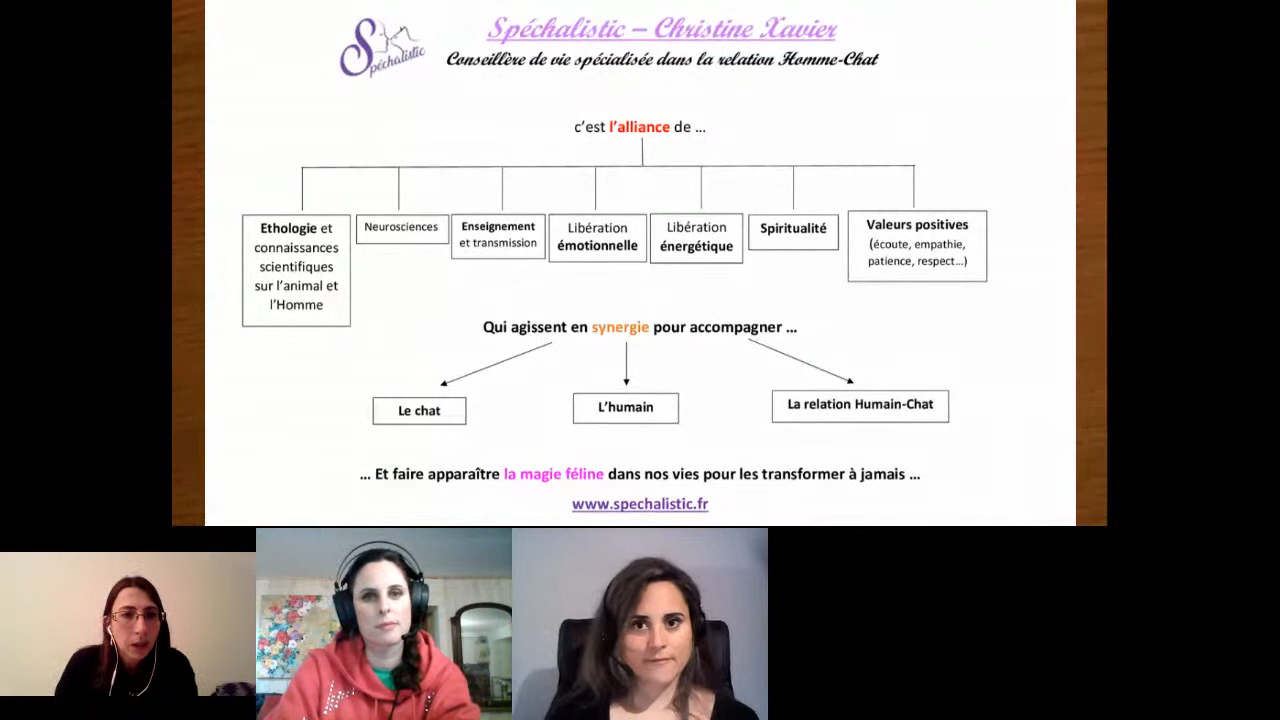 Spéchalistic
Spéchalistic – Christine Xavier
Conseillère de vie spécialisée dans la relation Homme-Chat
c'est l'alliance de ...
Ethologie et
connaissances
scientifiques
sur l'animal et
l'Homme
Neurosciences
Enseignement
et transmission
Libération
émotionnelle
Libération
énergétique
Spiritualité
Valeurs positives
(écoute, empathie,
patience, respect...)
Qui agissent en synergie pour accompagner ...
Le chat
L'humain
La relation Humain-Chat
... Et faire apparaître la magie féline dans nos vies pour les transformer à jamais ...
www.spechalistic.fr